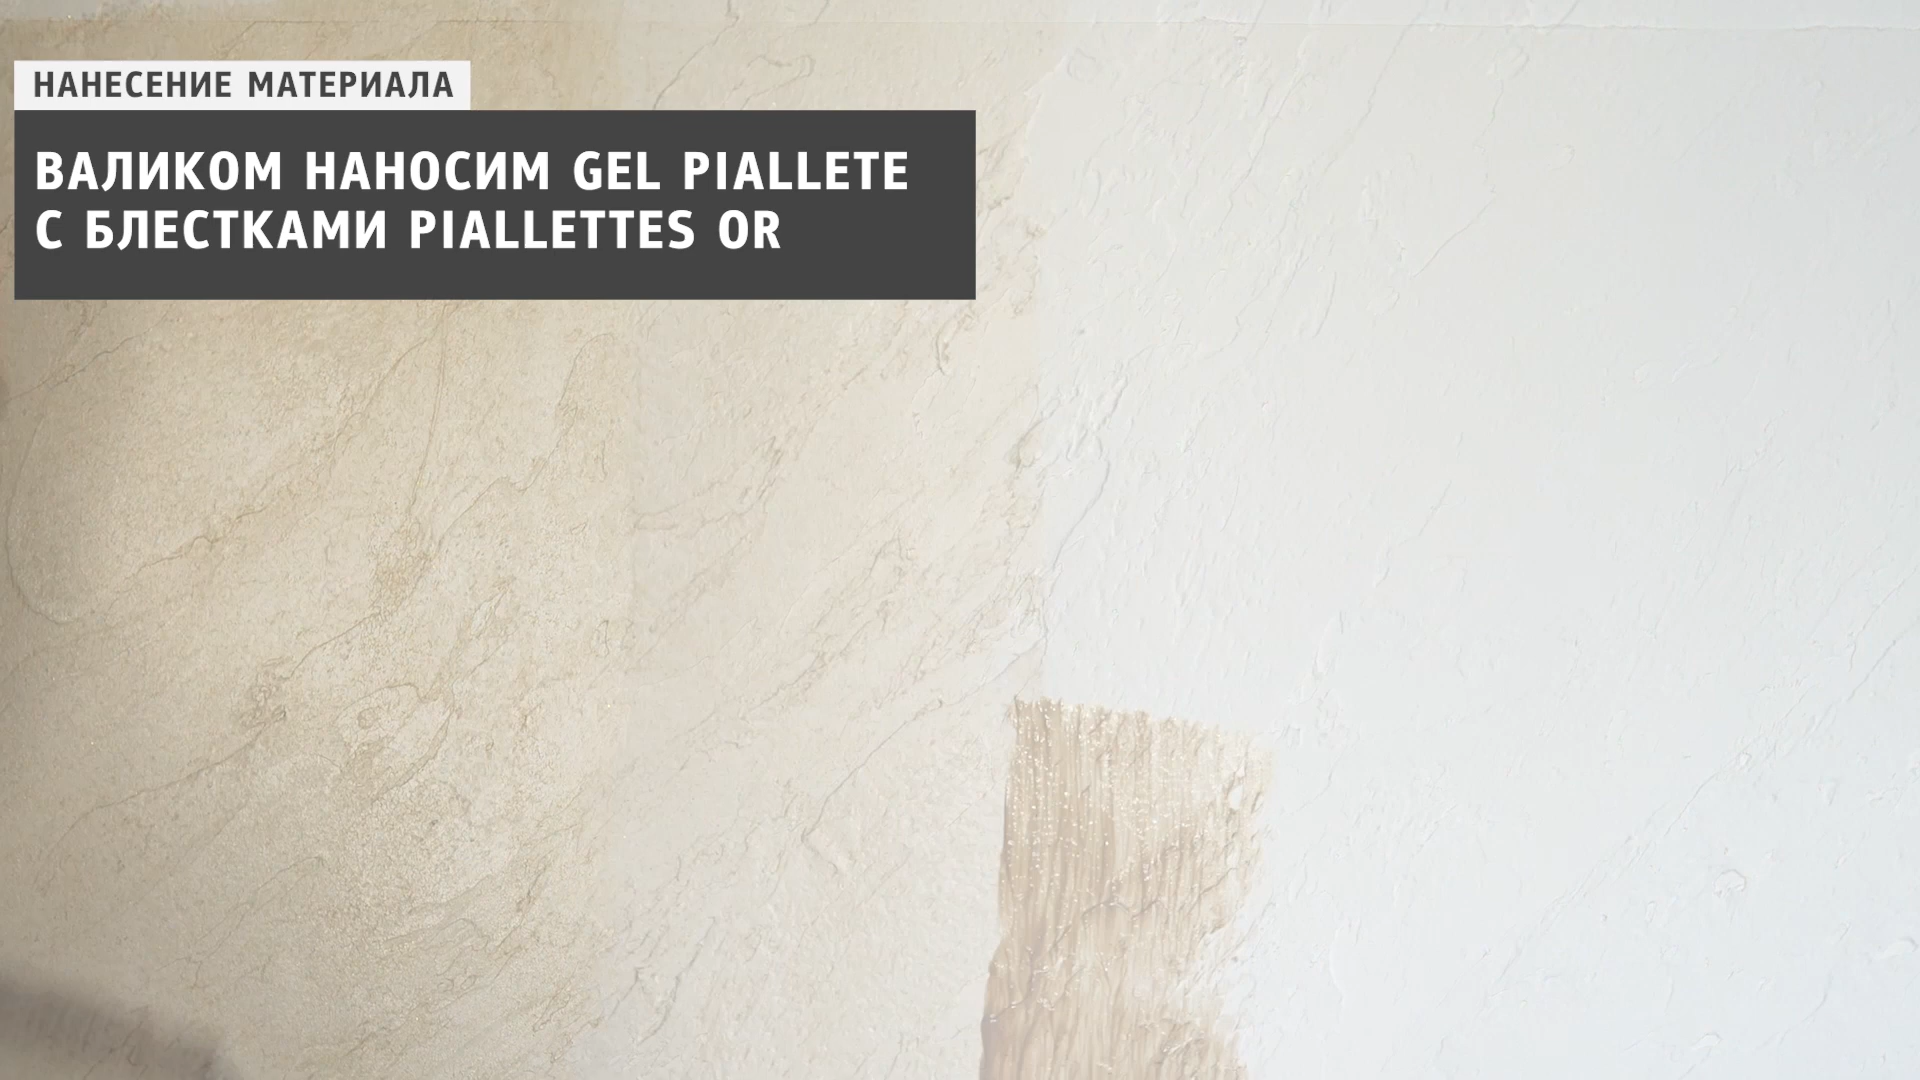 НАНЕСЕНИЕ МАТЕРИАЛА
ВАЛИКОМ НАНОСИМ GEL PIALLETE
С БЛЕСТКАМИ PIALLETTES OR